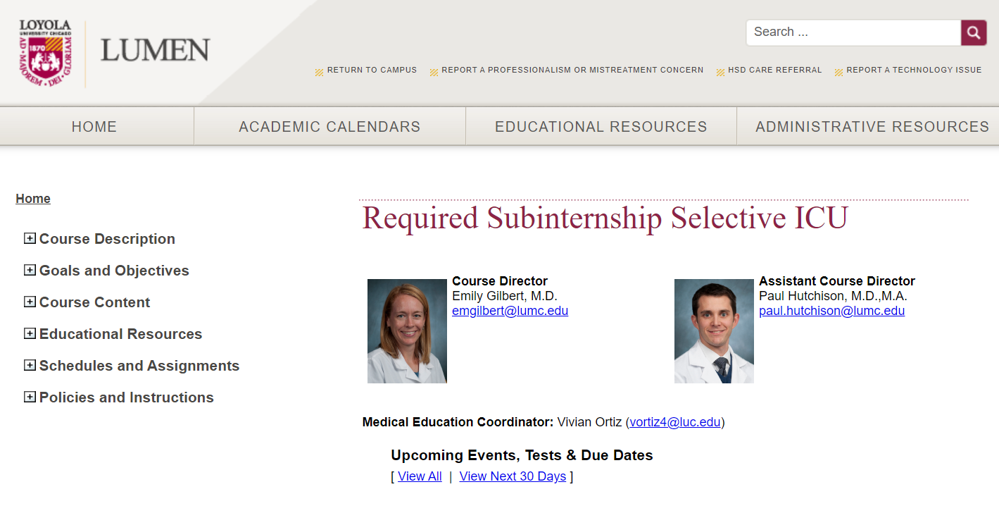 LOYOLA
UNIVERSITY CHICAGO
1870
AD • MAJOREM • DEI • GLORIAM
LUMEN
Search ...
RETURN TO CAMPUS
REPORT A PROFESSIONALISM OR MISTREATMENT CONCERN
HSD CARE REFERRAL
REPORT A TECHNOLOGY ISSUE
HOME
ACADEMIC CALENDARS
EDUCATIONAL RESOURCES
ADMINISTRATIVE RESOURCES
Home
Course Description
Goals and Objectives
Course Content
Educational Resources
Schedules and Assignments
Policies and Instructions
Required Subinternship Selective ICU
Course Director
Emily Gilbert, M.D.
emgilbert@lumc.edu
Assistant Course Director
Paul Hutchison, M.D.,M.A.
paul.hutchison@lumc.edu
Medical Education Coordinator: Vivian Ortiz (vortiz4@luc.edu)
Upcoming Events, Tests & Due Dates
[ View All | View Next 30 Days ]